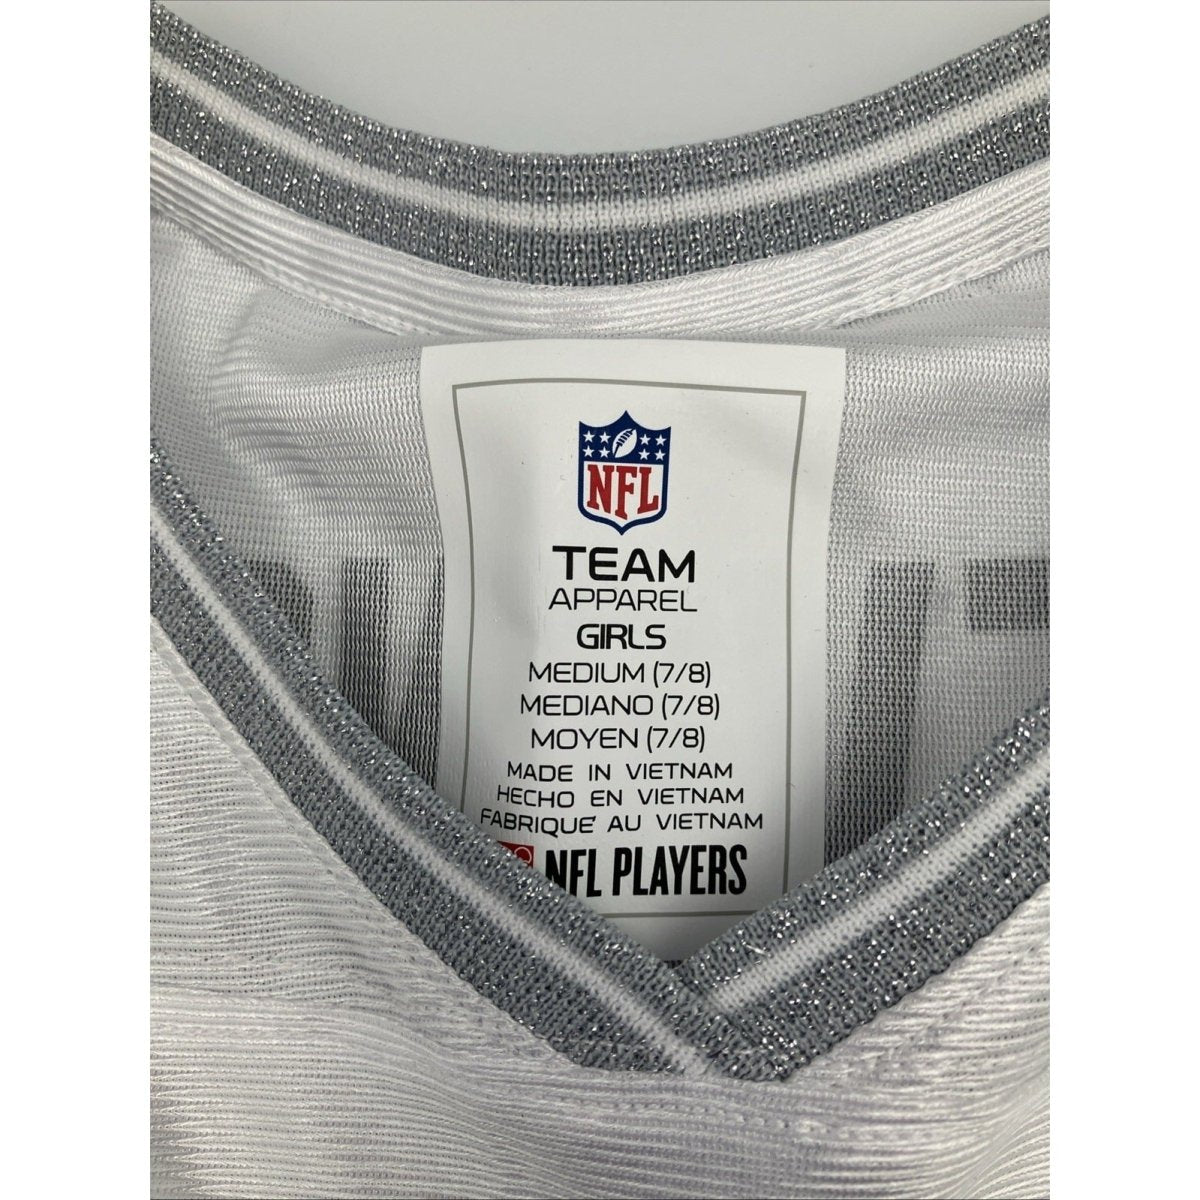 NFL
TEAM
APPAREL
GIRLS
MEDIUM (7/8)
MEDIANO (7/8)
MOYEN (7/8)
MADE IN VIETNAM
HECHO EN VIETNAM
FABRIQUÉ AU VIETNAM
NFL PLAYERS